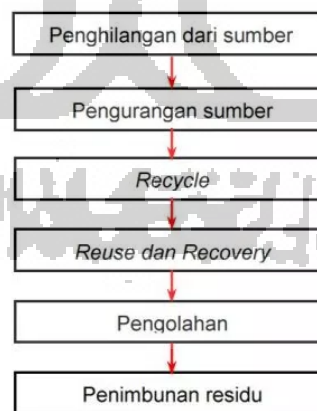 Penghilangan dari sumber
Pengurangan sumber
Recycle
Reuse dan Recovery
Pengolahan
Penimbunan residu